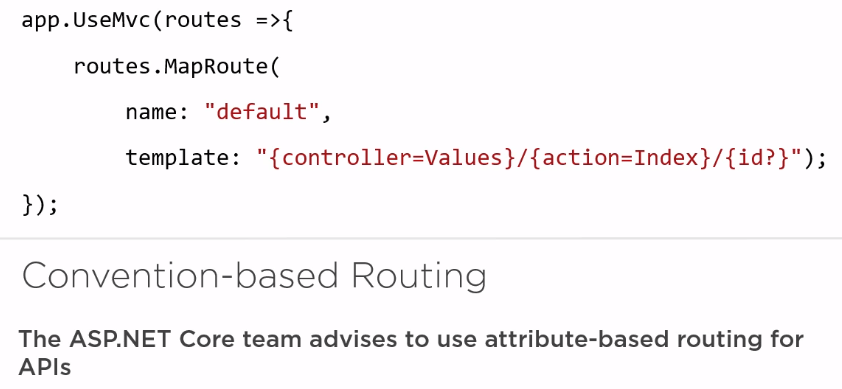 app.UseMvc(routes =>{
    routes.MapRoute(
        name: "default",
        template: "{controller=Values}/{action=Index}/{id?}");
});
Convention-based Routing
The ASP.NET Core team advises to use attribute-based routing for
APIs